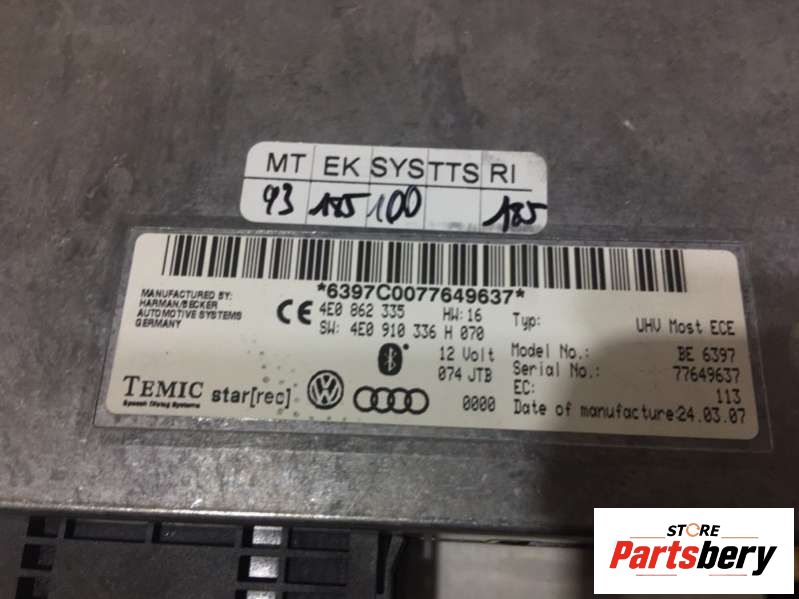 MT EK SYS TTS RI
93 185 100 185
*6397C0077649637*
MANUFACTURED BY:
HARMAN/BECKER
AUTOMOTIVE SYSTEMS
GERMANY
CE 4E0 862 335 HW: 16 Typ: UHV Most ECE
SW: 4E0 910 336 H 070
12 Volt Model No.: BE 6397
074 JTB Serial No.: 77649637
EC: 113
0000 Date of manufacture: 24.03.07
TEMIC star[rec]
Speech Dialog Systems
STORE
Partsbery